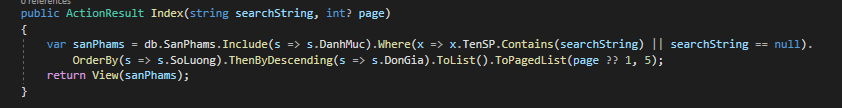 0 references
public ActionResult Index(string searchString, int? page)
{
var sanPhams = db.SanPhams.Include(s => s.DanhMuc).Where(x => x.TenSP.Contains(searchString) || searchString == null).
OrderBy(s => s.SoLuong).ThenByDescending(s => s.DonGia).ToList().ToPagedList(page ?? 1, 5);
return View(sanPhams);
}